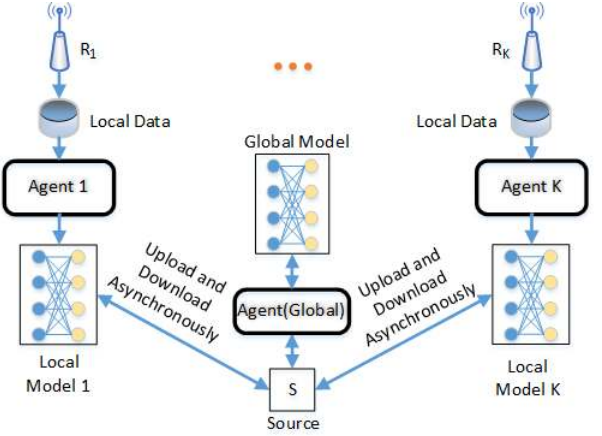 R1
RK
Local Data
Local Data
Global Model
Agent 1
Agent K
Upload and
Download
Asynchronously
Upload and
Download
Asynchronously
Agent(Global)
Local
Model 1
S
Source
Local
Model K